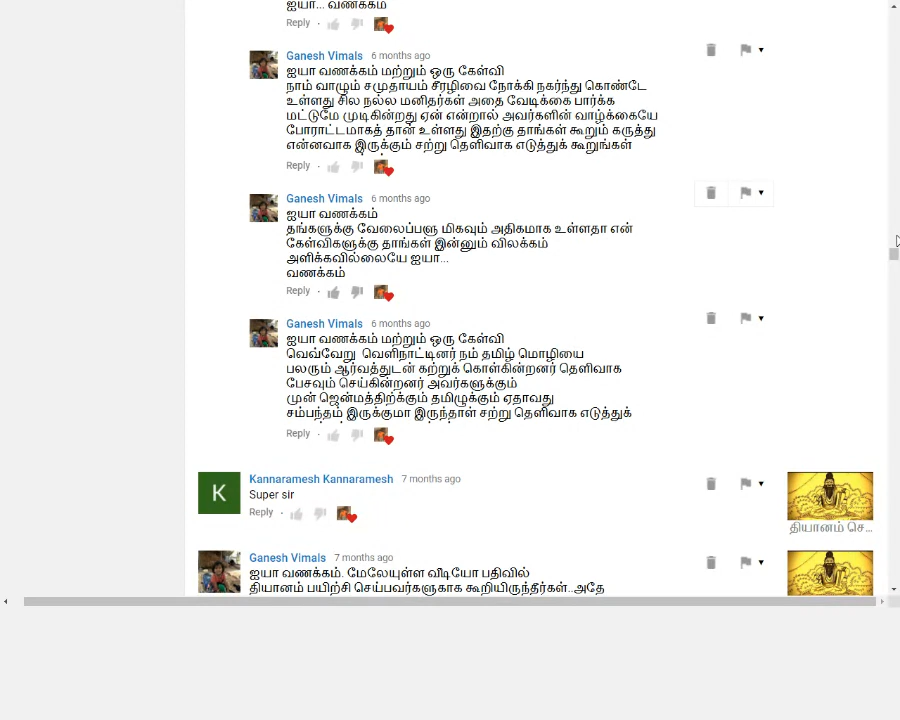 ஐயா... வணக்கம்
Reply ·
Ganesh Vimals 6 months ago
ஐயா வணக்கம் மற்றும் ஒரு கேள்வி
நாம் வாழும் சமுதாயம் சீரழிவை நோக்கி நகர்ந்து கொண்டே
உள்ளது சில நல்ல மனிதர்கள் அதை வேடிக்கை பார்க்க
மட்டுமே முடிகின்றது ஏன் என்றால் அவர்களின் வாழ்க்கையே
போராட்டமாகத் தான் உள்ளது இதற்கு தாங்கள் கூறும் கருத்து
என்னவாக இருக்கும் சற்று தெளிவாக எடுத்துக் கூறுங்கள்
Reply ·
Ganesh Vimals 6 months ago
ஐயா வணக்கம்
தங்களுக்கு வேலைப்பளு மிகவும் அதிகமாக உள்ளதா என்
கேள்விகளுக்கு தாங்கள் இன்னும் விலக்கம்
அளிக்கவில்லையே ஐயா...
வணக்கம்
Reply ·
Ganesh Vimals 6 months ago
ஐயா வணக்கம் மற்றும் ஒரு கேள்வி
வெவ்வேறு வெளிநாட்டினர் நம் தமிழ் மொழியை
பலரும் ஆர்வத்துடன் கற்றுக் கொள்கின்றனர் தெளிவாக
பேசவும் செய்கின்றனர் அவர்களுக்கும்
முன் ஜென்மத்திற்க்கும் தமிழுக்கும் ஏதாவது
சம்பந்தம் இருக்குமா இருந்தாள் சற்று தெளிவாக எடுத்துக்
Reply ·
Kannaramesh Kannaramesh 7 months ago
K
Super sir
தியானம் செ...
Reply ·
Ganesh Vimals 7 months ago
ஐயா வணக்கம். மேலேயுள்ள வீடியோ பதிவில்
தியானம் பயிற்சி செய்பவர்களுகாக கூறியிருந்தீர்கள்..அதே